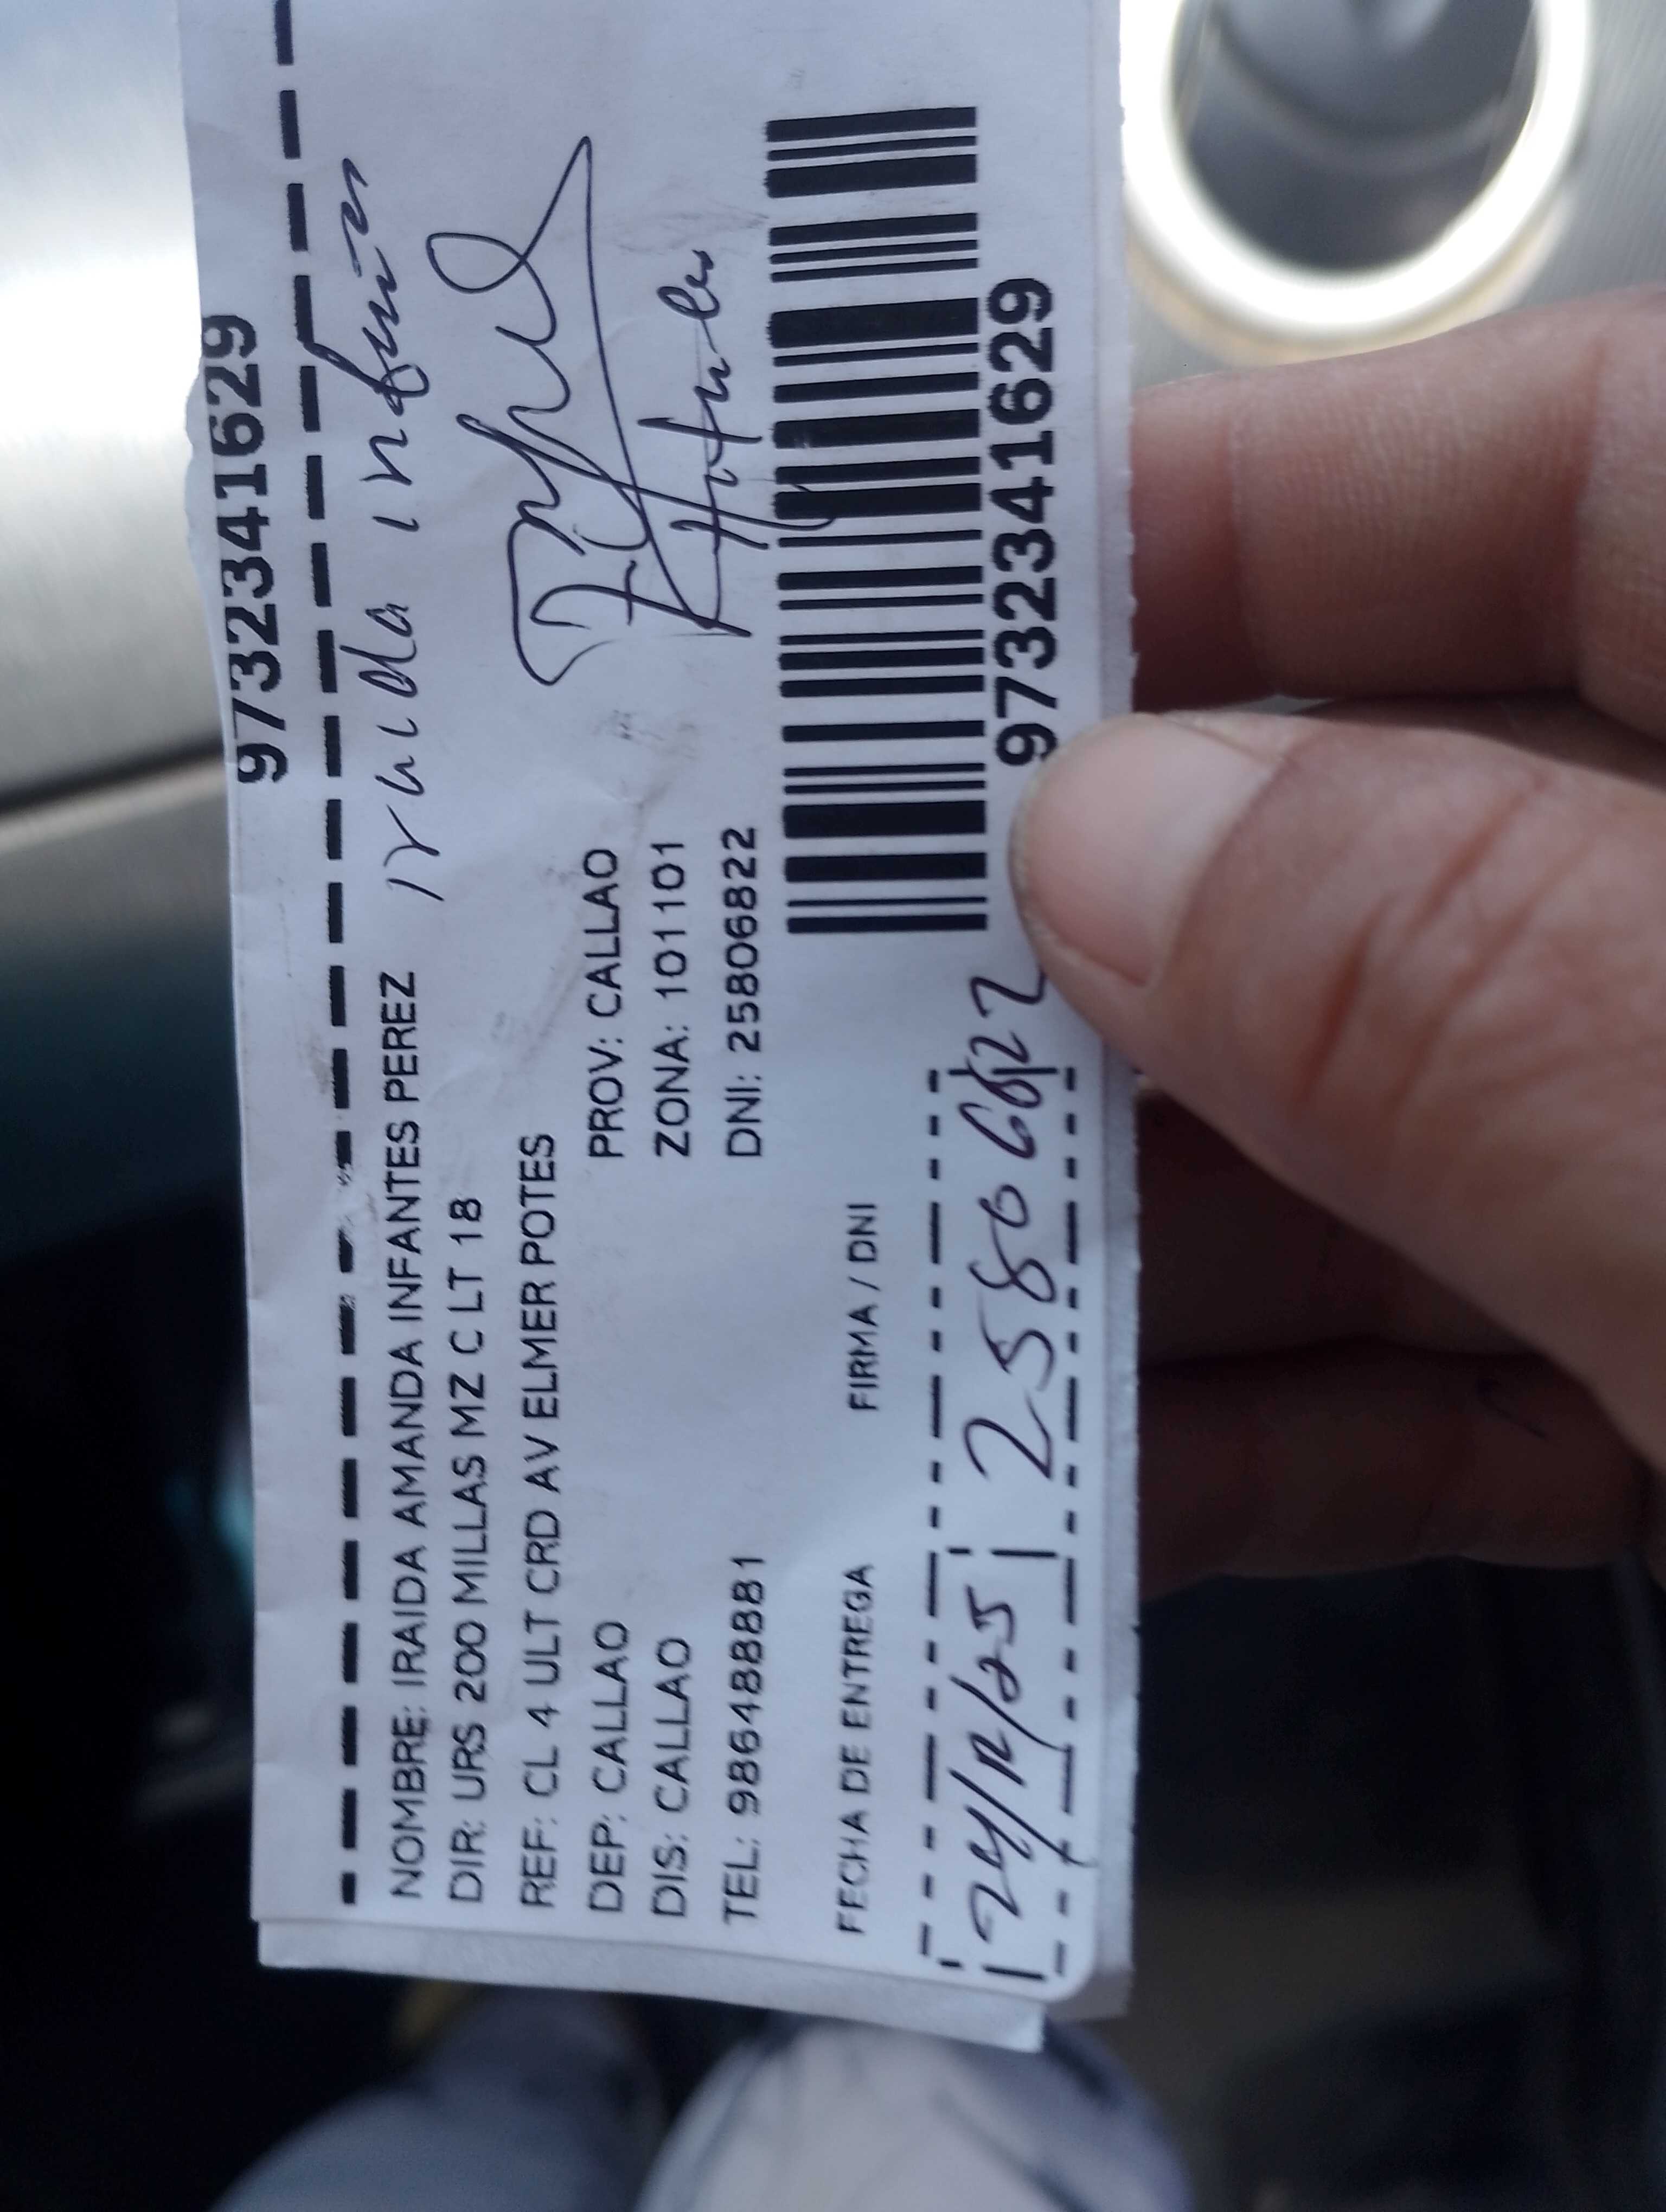 9732341629
NOMBRE: IRAIDA AMANDA INFANTES PEREZ
DIR: URS 200 MILLAS MZ C LT 18
REF: CL 4 ULT CRD AV ELMER POTES
DEP: CALLAO PROV: CALLAO
DIS: CALLAO ZONA: 101101
TEL: 986488881 DNI: 25806822
FECHA DE ENTREGA FIRMA / DNI
24/12/25 25806822
9732341629